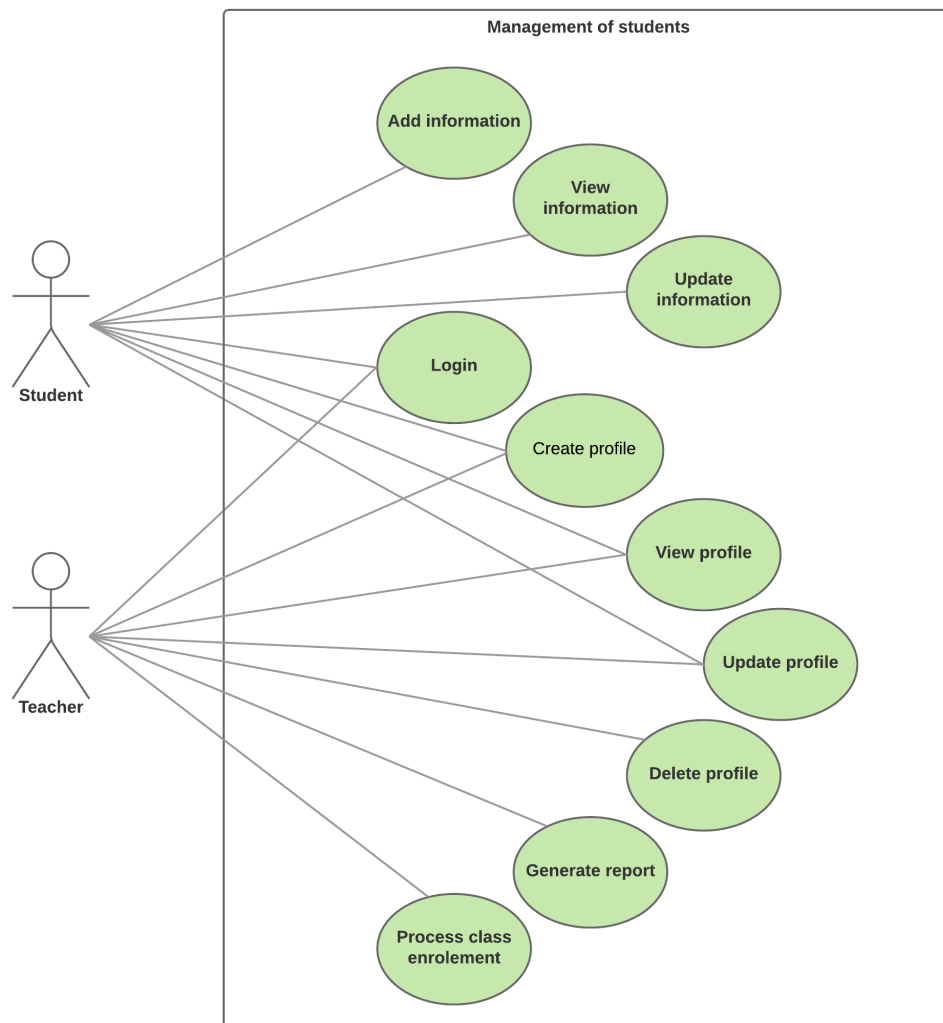 Management of students
Add information
View
information
Update
information
Student
Login
Create profile
View profile
Teacher
Update profile
Delete profile
Generate report
Process class
enrolement